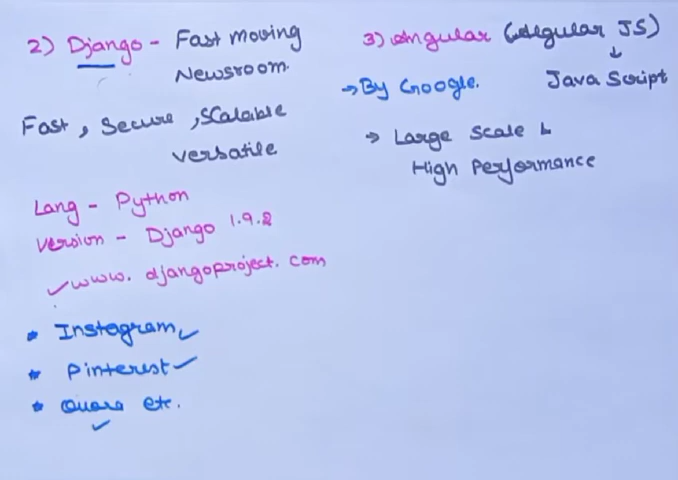 2) Django - Fast moving
Newsroom.
Fast, Secure, Scalable
Versatile
Lang - Python
Version - Django 1.9.2
www.djangoproject.com
* Instagram
* Pinterest
* Quora etc.
3) Angular (Angular JS)
↓
Java Script
→ By Google.
→ Large Scale &
High Performance